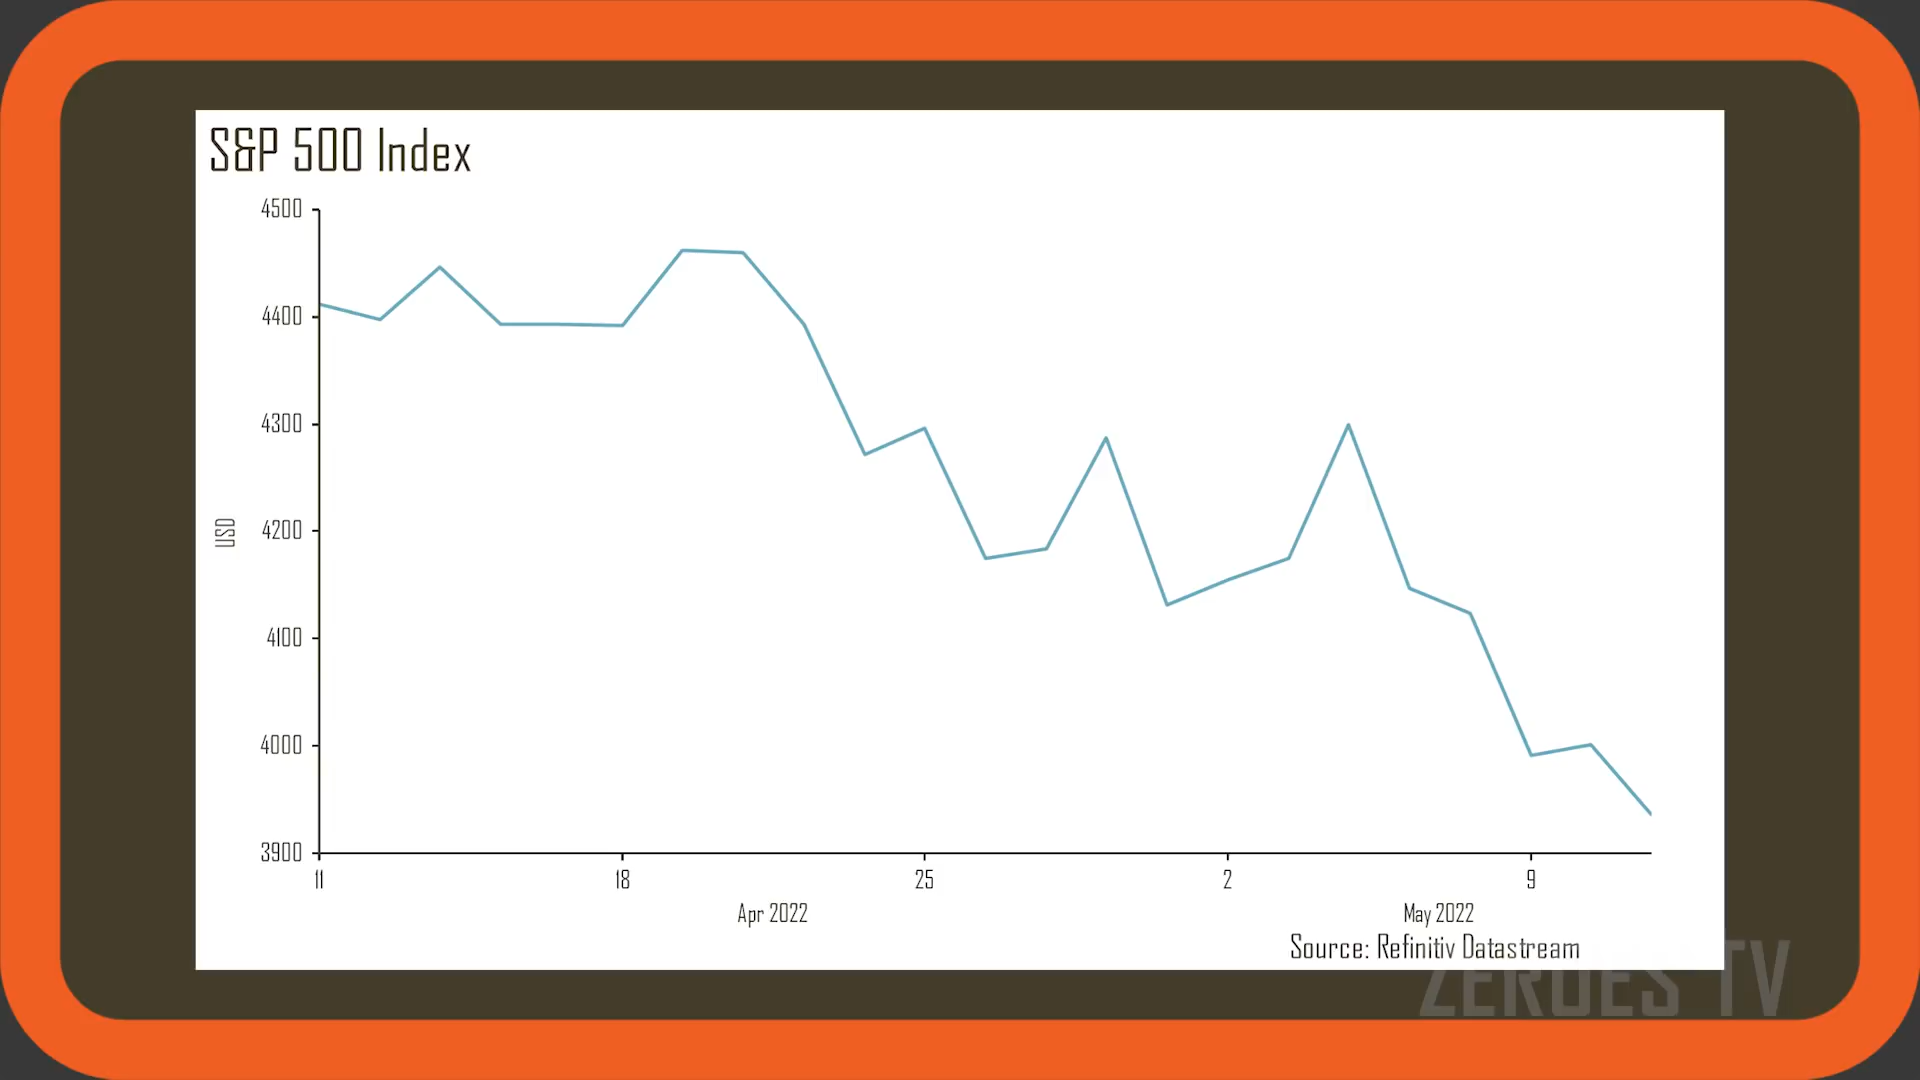 S&P 500 Index
4500
4400
4300
4200
4100
4000
3900
USD
11 18 25 2 9
Apr 2022 May 2022
Source: Refinitiv Datastream
ZEROES TV